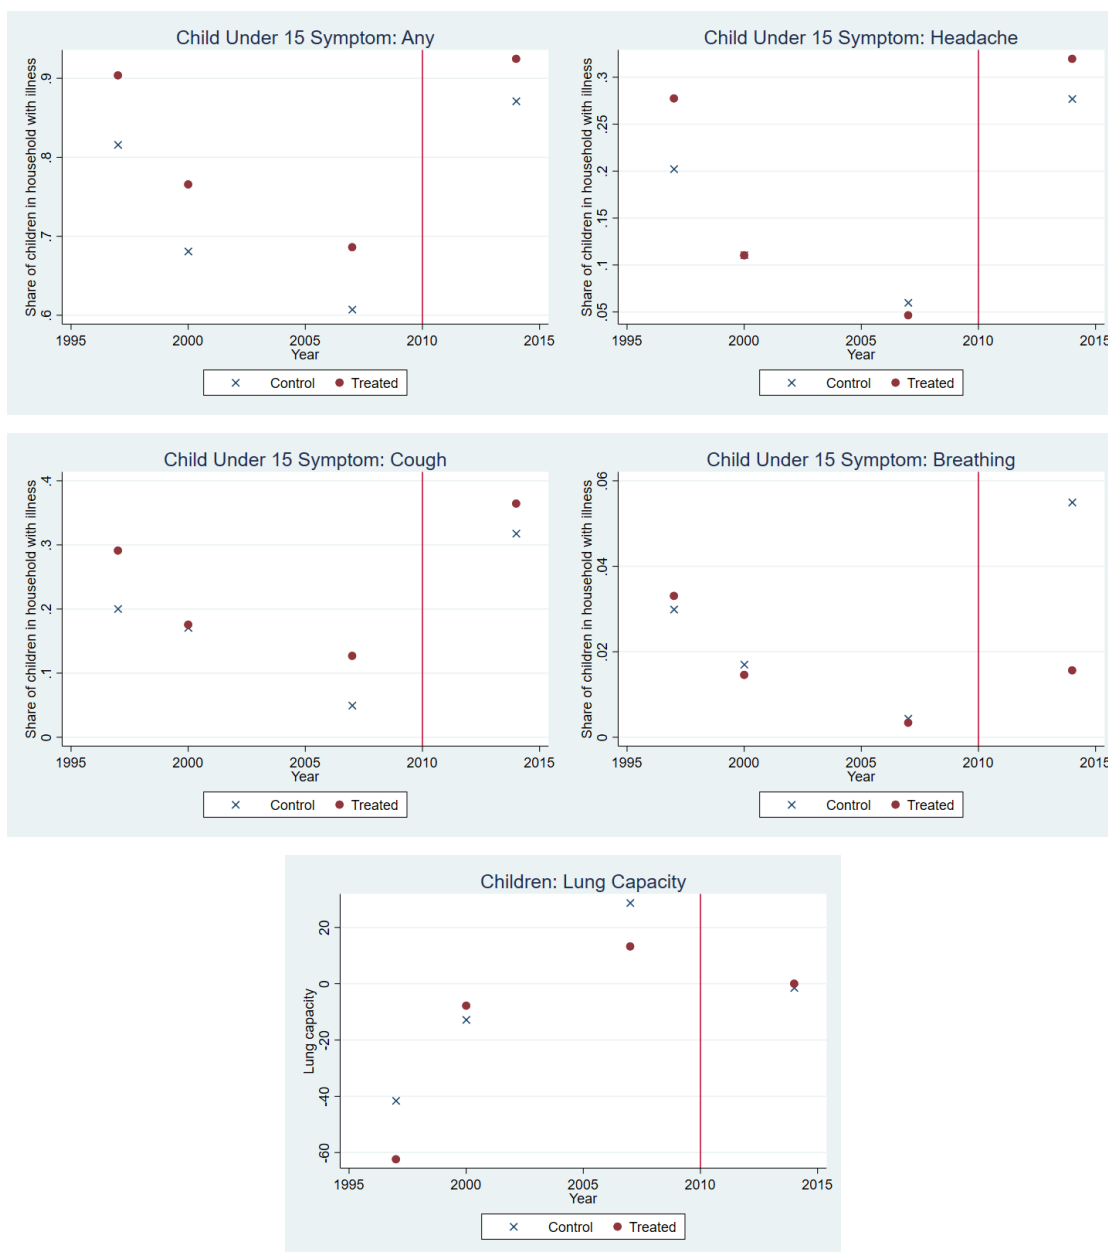 Child Under 15 Symptom: Any
Share of children in household with illness
.9
.8
.7
.6
1995 2000 2005 2010 2015
Year
Control Treated
Child Under 15 Symptom: Headache
Share of children in household with illness
.3
.25
.2
.15
.1
.05
1995 2000 2005 2010 2015
Year
Control Treated
Child Under 15 Symptom: Cough
Share of children in household with illness
.4
.3
.2
.1
0
1995 2000 2005 2010 2015
Year
Control Treated
Child Under 15 Symptom: Breathing
Share of children in household with illness
.06
.04
.02
0
1995 2000 2005 2010 2015
Year
Control Treated
Children: Lung Capacity
Lung capacity
20
0
-20
-40
-60
1995 2000 2005 2010 2015
Year
Control Treated